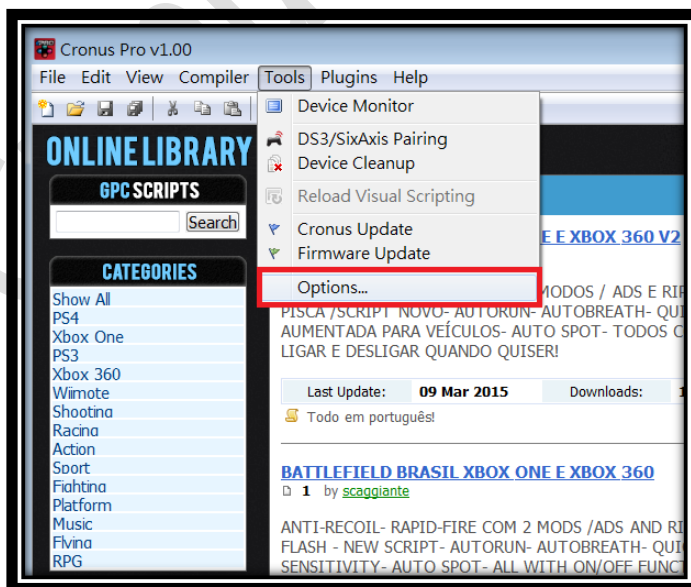 Cronus Pro v1.00
File Edit View Compiler Tools Plugins Help
Device Monitor
DS3/SixAxis Pairing
Device Cleanup
Reload Visual Scripting
Cronus Update
Firmware Update
Options...
ONLINE LIBRARY
GPC SCRIPTS
Search
CATEGORIES
Show All
PS4
Xbox One
PS3
Xbox 360
Wiimote
Shooting
Racing
Action
Sport
Fighting
Platform
Music
Flying
RPG
E E XBOX 360 V2
MODOS / ADS E
PISCA /SCRIPT NOVO- AUTORUN- AUTOBREATH-
AUMENTADA PARA VEÍCULOS- AUTO SPOT- TODOS
LIGAR E DESLIGAR QUANDO QUISER!
Last Update: 09 Mar 2015 Downloads:
Todo em português!
BATTLEFIELD BRASIL XBOX ONE E XBOX 360
1 by scaggiante
ANTI-RECOIL- RAPID-FIRE COM 2 MODS /ADS AND
FLASH - NEW SCRIPT- AUTORUN- AUTOBREATH-
SENSITIVITY- AUTO SPOT- ALL WITH ON/OFF